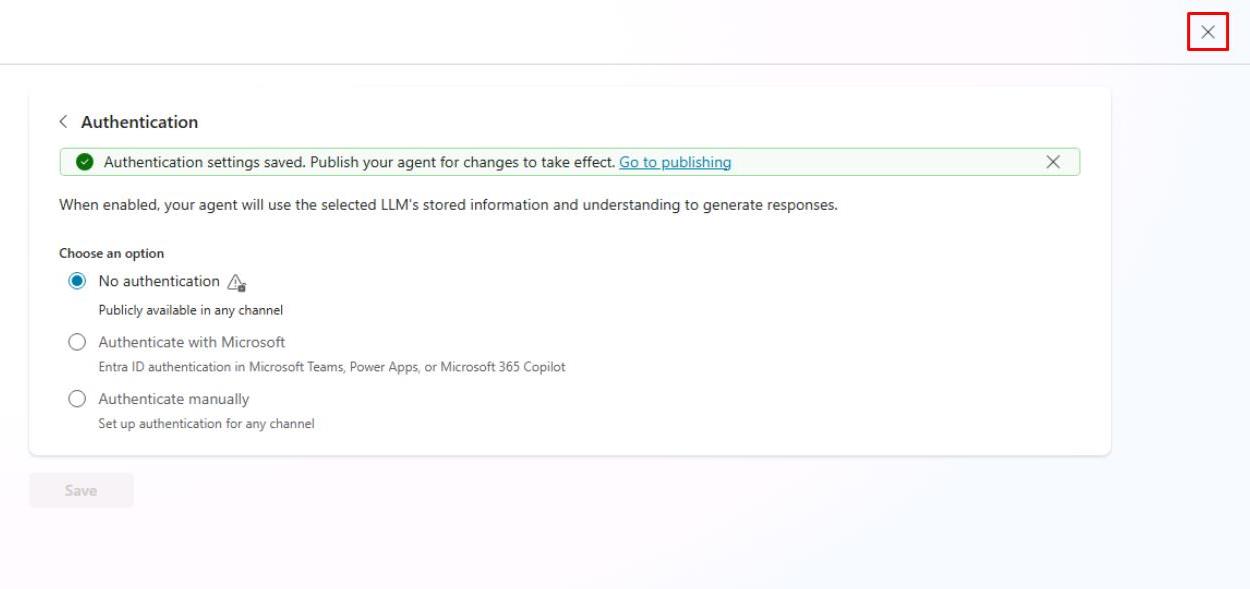 Authentication
Authentication settings saved. Publish your agent for changes to take effect. Go to publishing
When enabled, your agent will use the selected LLM's stored information and understanding to generate responses.
Choose an option
No authentication
Publicly available in any channel
Authenticate with Microsoft
Entra ID authentication in Microsoft Teams, Power Apps, or Microsoft 365 Copilot
Authenticate manually
Set up authentication for any channel
Save